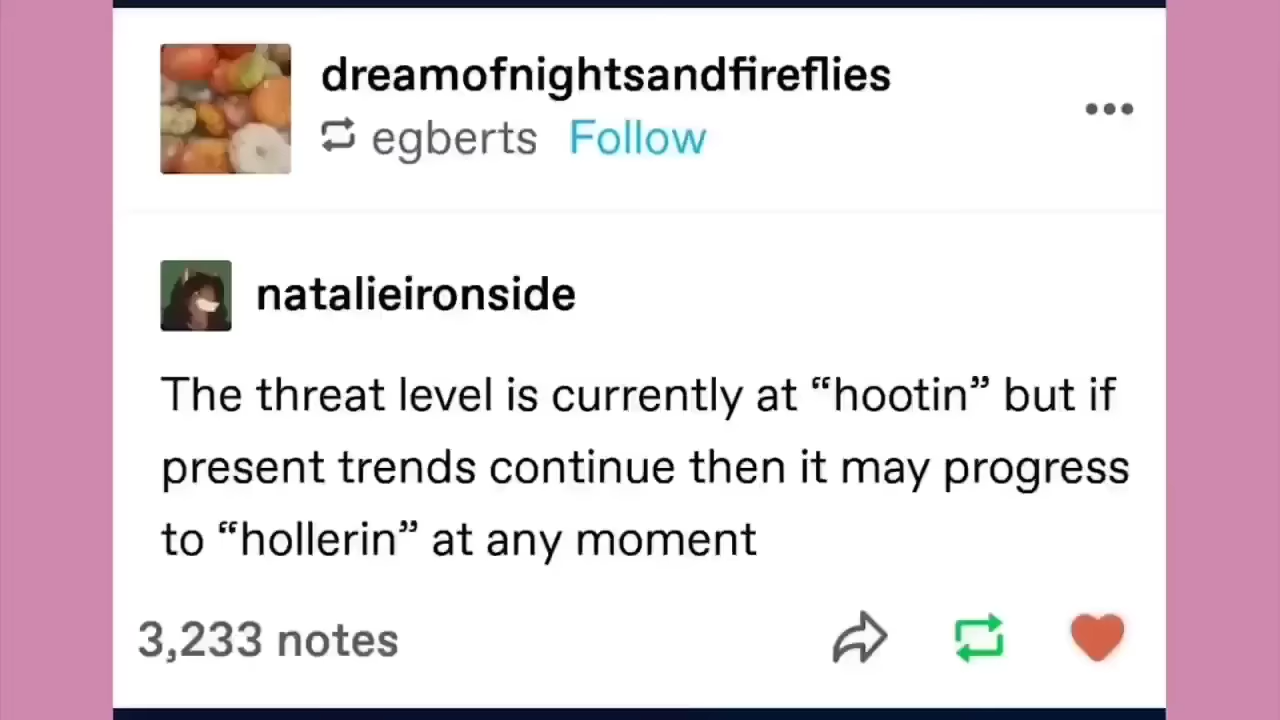 dreamofnightsandfireflies
egberts Follow
natalieironside
The threat level is currently at “hootin” but if
present trends continue then it may progress
to “hollerin” at any moment
3,233 notes